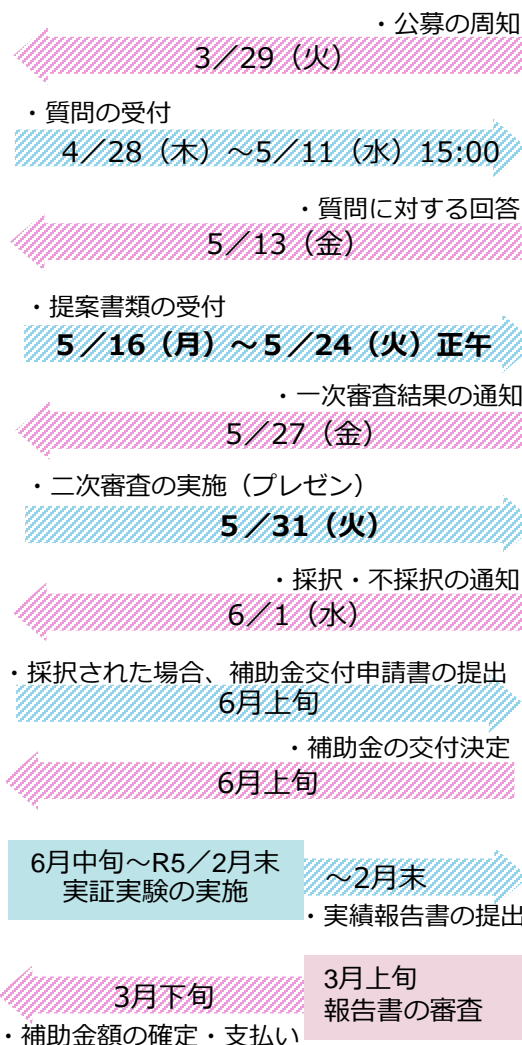 ・公募の周知
3／29（火）
・質問の受付
4／28（木）～5／11（水）15:00
・質問に対する回答
5／13（金）
・提案書類の受付
５／16（月）～５／24（火）正午
・一次審査結果の通知
5／27（金）
・二次審査の実施（プレゼン）
５／31（火）
・採択・不採択の通知
6／1（水）
・採択された場合、補助金交付申請書の提出
6月上旬
・補助金の交付決定
6月上旬
6月中旬～R5／2月末
実証実験の実施
～2月末
・実績報告書の提出
3月上旬
報告書の審査
3月下旬
・補助金額の確定・支払い